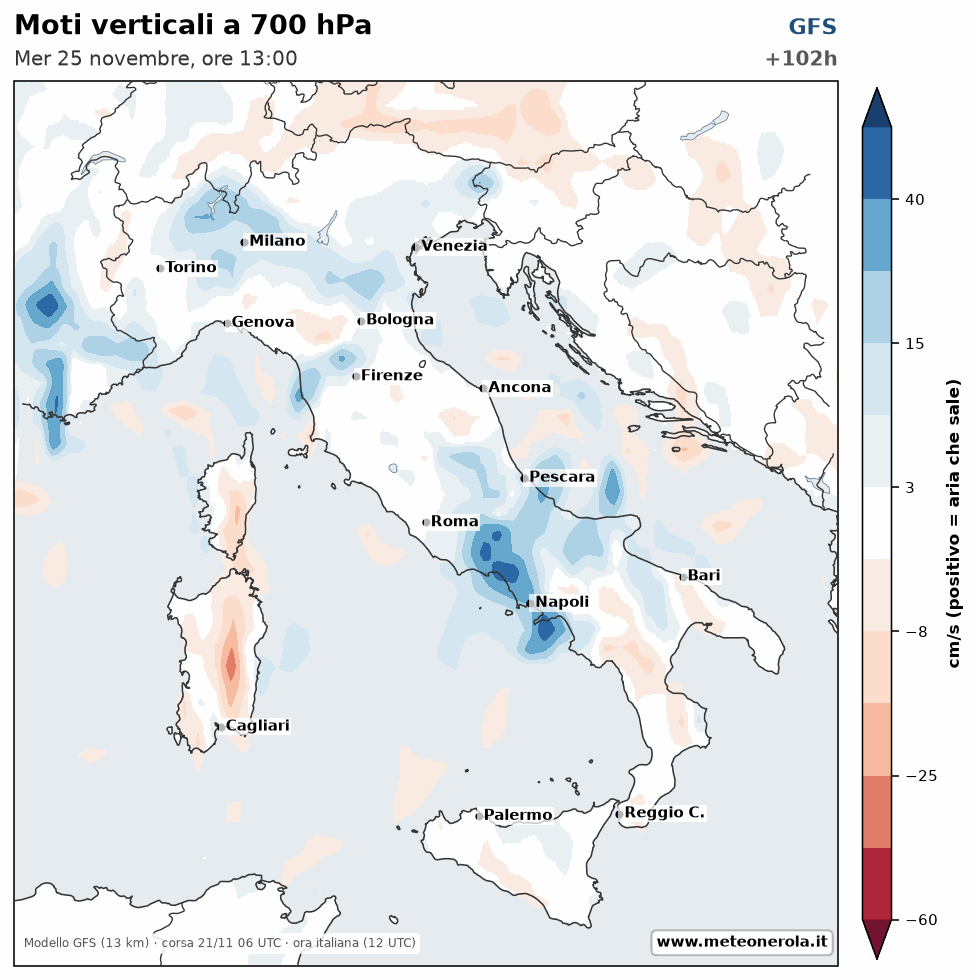 Moti verticali a 700 hPa
GFS
Mer 25 novembre, ore 13:00
+102h
40
15
3
−8
−25
−60
cm/s (positivo = aria che sale)
Milano
Venezia
Torino
Genova
Bologna
Firenze
Ancona
Pescara
Roma
Bari
Napoli
Cagliari
Palermo
Reggio C.
Modello GFS (13 km) · corsa 21/11 06 UTC · ora italiana (12 UTC)
www.meteonerola.it